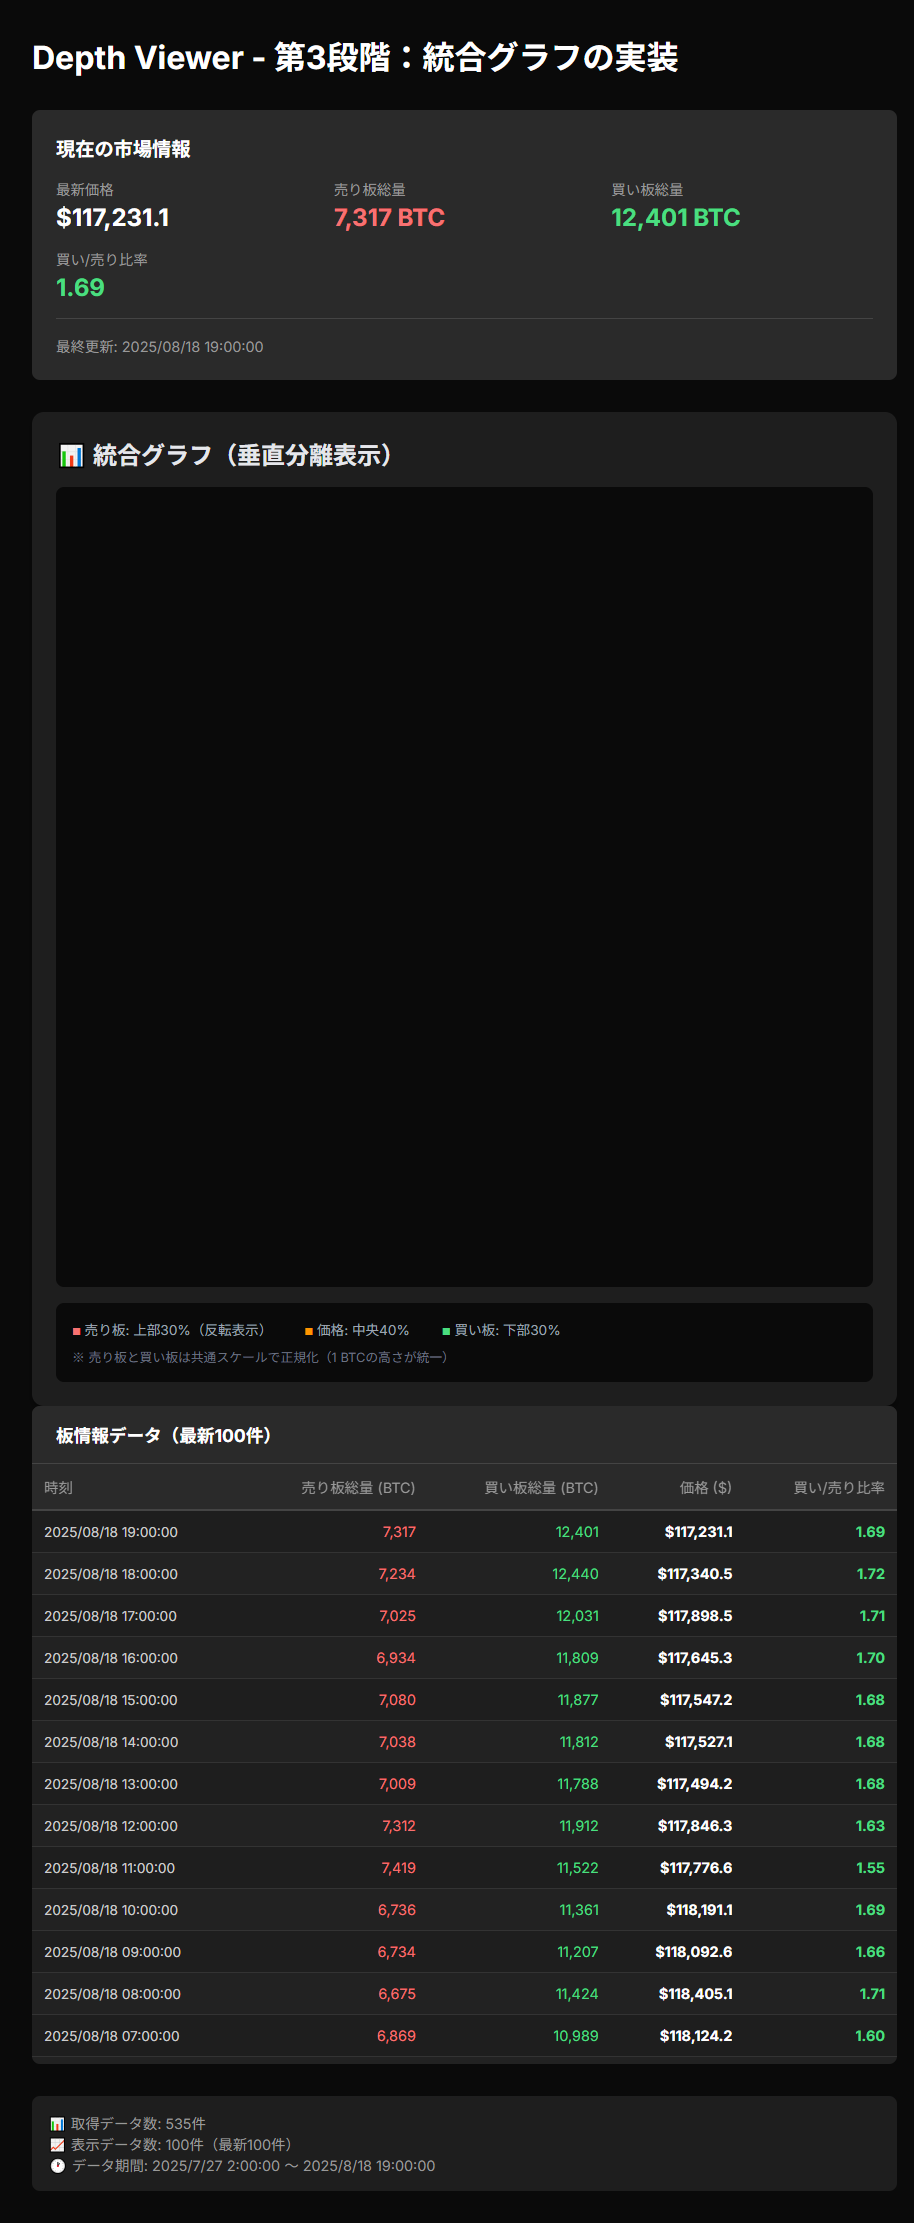 Depth Viewer - 第3段階：統合グラフの実装
現在の市場情報
最新価格 売り板総量 買い板総量
$117,231.1 7,317 BTC 12,401 BTC
買い/売り比率
1.69
最終更新: 2025/08/18 19:00:00
📊 統合グラフ（垂直分離表示）
■ 売り板: 上部30%（反転表示） ■ 価格: 中央40% ■ 買い板: 下部30%
※ 売り板と買い板は共通スケールで正規化（1 BTCの高さが統一）
板情報データ（最新100件）
時刻 売り板総量 (BTC) 買い板総量 (BTC) 価格 ($) 買い/売り比率
2025/08/18 19:00:00 7,317 12,401 $117,231.1 1.69
2025/08/18 18:00:00 7,234 12,440 $117,340.5 1.72
2025/08/18 17:00:00 7,025 12,031 $117,898.5 1.71
2025/08/18 16:00:00 6,934 11,809 $117,645.3 1.70
2025/08/18 15:00:00 7,080 11,877 $117,547.2 1.68
2025/08/18 14:00:00 7,038 11,812 $117,527.1 1.68
2025/08/18 13:00:00 7,009 11,788 $117,494.2 1.68
2025/08/18 12:00:00 7,312 11,912 $117,846.3 1.63
2025/08/18 11:00:00 7,419 11,522 $117,776.6 1.55
2025/08/18 10:00:00 6,736 11,361 $118,191.1 1.69
2025/08/18 09:00:00 6,734 11,207 $118,092.6 1.66
2025/08/18 08:00:00 6,675 11,424 $118,405.1 1.71
2025/08/18 07:00:00 6,869 10,989 $118,124.2 1.60
📊 取得データ数: 535件
📈 表示データ数: 100件（最新100件）
🕐 データ期間: 2025/7/27 2:00:00 〜 2025/8/18 19:00:00